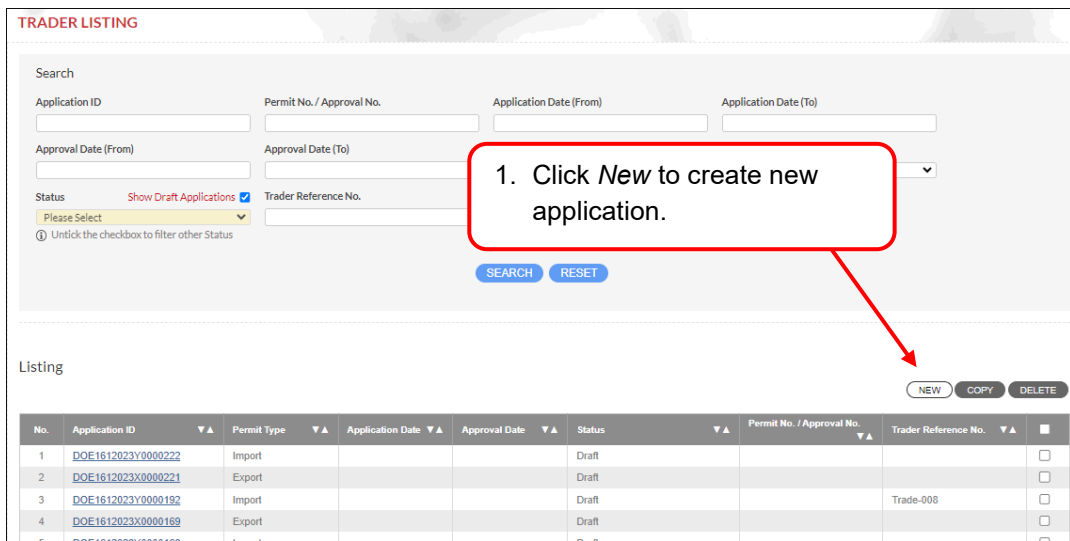 TRADER LISTING
Search
Application ID
Permit No. / Approval No.
Application Date (From)
Application Date (To)
Approval Date (From)
Approval Date (To)
1. Click New to create new
application.
Status
Show Draft Applications
Trader Reference No.
Please Select
Untick the checkbox to filter other Status
SEARCH RESET
Listing
NEW COPY DELETE
No. Application ID ▼▲ Permit Type ▼▲ Application Date ▼▲ Approval Date ▼▲ Status ▼▲ Permit No. / Approval No. ▼▲ Trader Reference No. ▼▲
1 DOE1612023Y0000222 Import Draft
2 DOE1612023X0000221 Export Draft
3 DOE1612023Y0000192 Import Draft Trade-008
4 DOE1612023X0000169 Export Draft